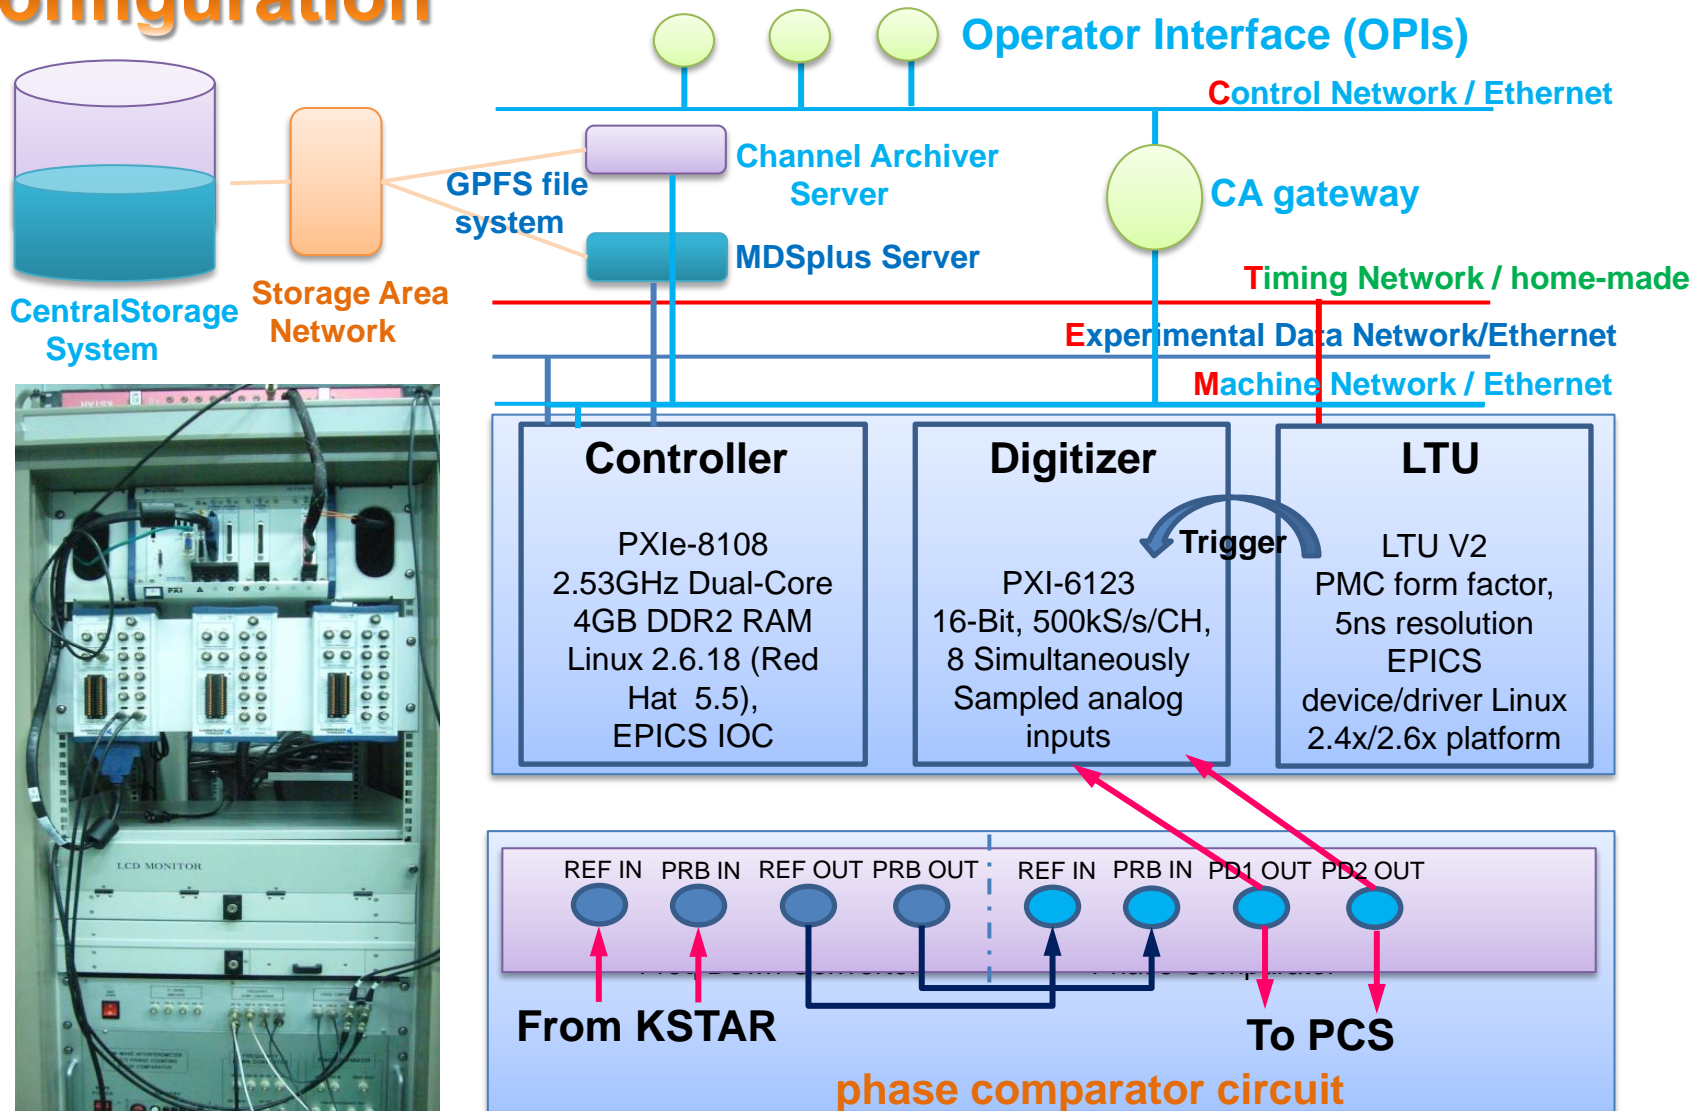 onfiguration
Operator Interface (OPIs)
Control Network / Ethernet
Channel Archiver
Server
GPFS file
system
CA gateway
MDSplus Server
Storage Area
Network
CentralStorage
System
Timing Network / home-made
Experimental Data Network/Ethernet
Machine Network / Ethernet
Controller
PXIe-8108
2.53GHz Dual-Core
4GB DDR2 RAM
Linux 2.6.18 (Red
Hat 5.5),
EPICS IOC
Digitizer
PXI-6123
16-Bit, 500kS/s/CH,
8 Simultaneously
Sampled analog
inputs
Trigger
LTU
LTU V2
PMC form factor,
5ns resolution
EPICS
device/driver Linux
2.4x/2.6x platform
PXI
LCD MONITOR
REF IN PRB IN REF OUT PRB OUT REF IN PRB IN PD1 OUT PD2 OUT
From KSTAR
To PCS
phase comparator circuit